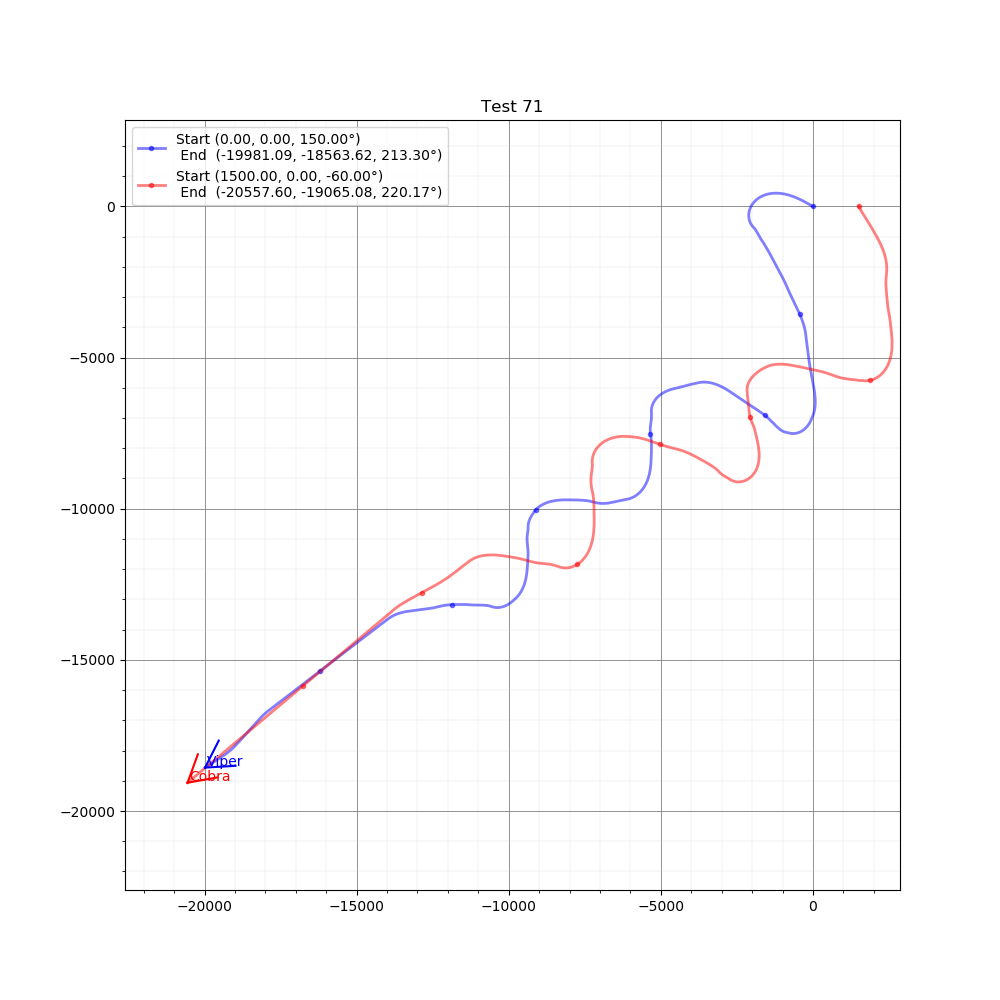 Test 71
Start (0.00, 0.00, 150.00°)
End  (-19981.09, -18563.62, 213.30°)
Start (1500.00, 0.00, -60.00°)
End  (-20557.60, -19065.08, 220.17°)
0
−5000
−10000
−15000
−20000
Viper
Cobra
−20000
−15000
−10000
−5000
0